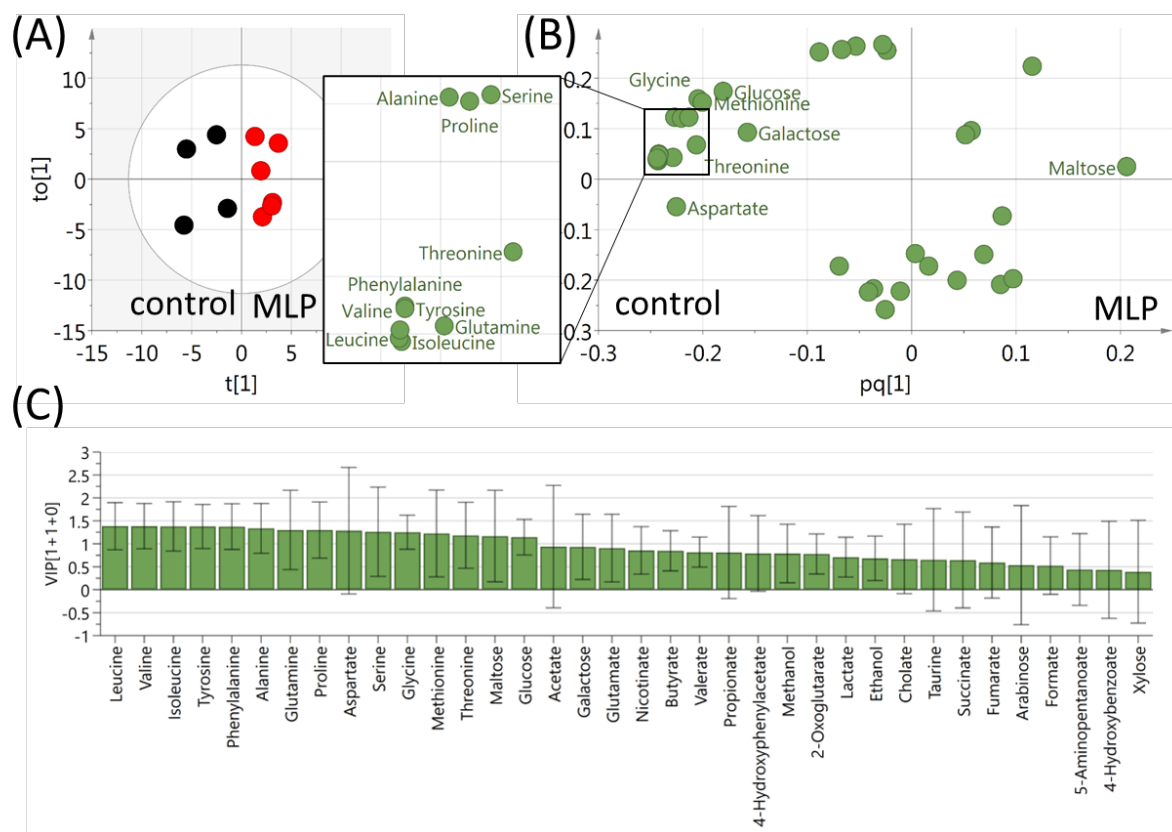 (A)
10
5
0
-5
-10
-15
to[1]
-15
-10
-5
0
5
t[1]
control MLP
Alanine
Serine
Proline
Threonine
Phenylalanine
Valine
Tyrosine
Glutamine
Leucine
Isoleucine
(B)
0.2
0.1
0
0.1
0.2
0.3
-0.3
-0.2
-0.1
0
0.1
0.2
pq[1]
Glycine
Glucose
Methionine
Galactose
Threonine
Aspartate
Maltose
control
MLP
(C)
VIP[1+1+0]
3
2.5
2
1.5
1
0.5
0
-0.5
-1
Leucine
Valine
Isoleucine
Tyrosine
Phenylalanine
Alanine
Glutamine
Proline
Aspartate
Serine
Glycine
Methionine
Threonine
Maltose
Glucose
Acetate
Galactose
Glutamate
Nicotinate
Butyrate
Valerate
Propionate
4-Hydroxyphenylacetate
Methanol
2-Oxoglutarate
Lactate
Ethanol
Cholate
Taurine
Succinate
Fumarate
Arabinose
Formate
5-Aminopentanoate
4-Hydroxybenzoate
Xylose